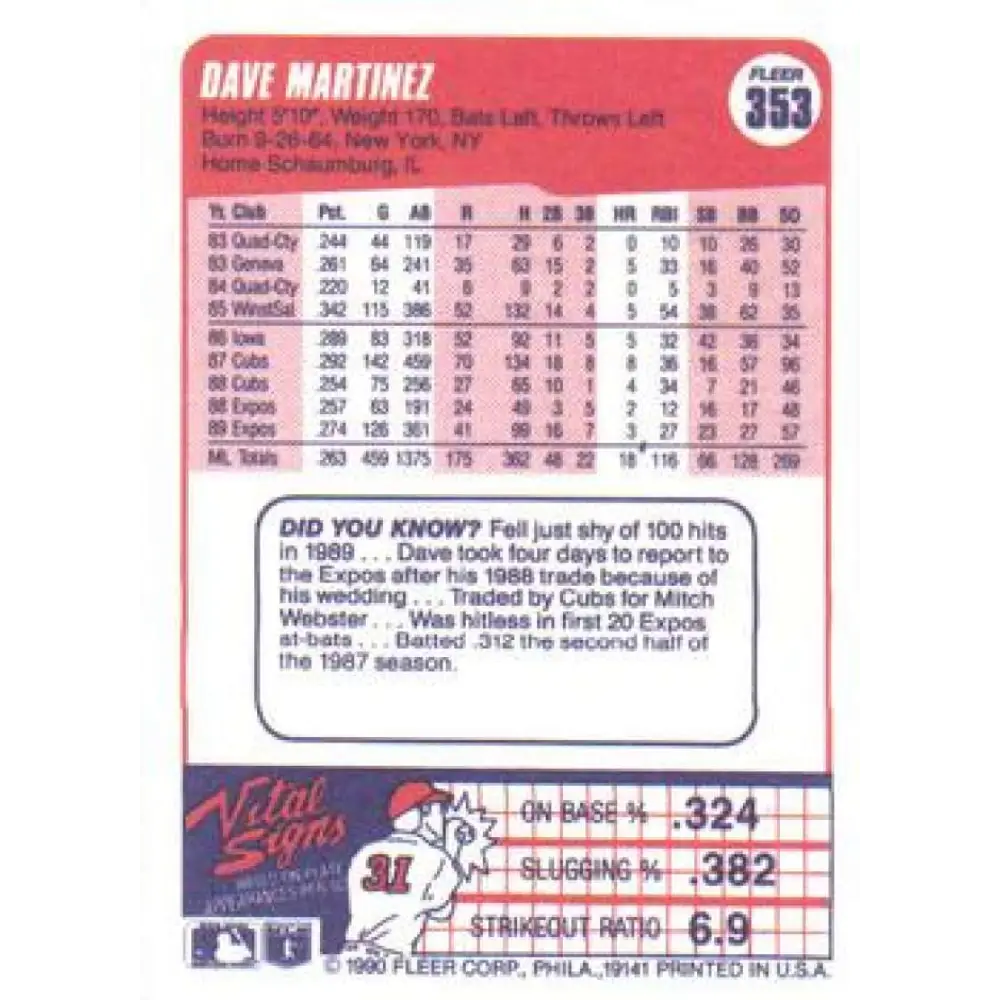 DAVE MARTINEZ
FLEER
353
Height 5'10", Weight 170, Bats Left, Throws Left
Born 9-26-64, New York, NY
Home Schaumburg, IL
Yr. Club Pct. G AB R H 2B 3B HR RBI SB BB SO
83 Quad-Cty .244 44 119 17 29 6 2 0 10 10 26 30
83 Geneva .261 64 241 35 63 15 2 5 33 16 40 52
84 Quad-Cty .220 12 41 6 9 2 2 0 5 3 9 13
85 WinstSal .342 115 386 52 132 14 4 5 54 38 62 35
86 Iowa .289 83 318 52 92 11 5 5 32 42 36 34
87 Cubs .292 142 459 70 134 18 8 8 36 16 57 96
88 Cubs .254 75 256 27 65 10 1 4 34 7 21 46
88 Expos .257 63 191 24 49 3 5 2 12 16 17 48
89 Expos .274 126 361 41 99 16 7 3 27 23 27 57
ML Totals .263 459 1375 175 362 48 22 18 116 66 128 269
DID YOU KNOW? Fell just shy of 100 hits
in 1989 . . . Dave took four days to report to
the Expos after his 1988 trade because of
his wedding . . . Traded by Cubs for Mitch
Webster . . . Was hitless in first 20 Expos
at-bats . . . Batted .312 the second half of
the 1987 season.
Vital
Signs
31
ON BASE % .324
SLUGGING % .382
STRIKEOUT RATIO 6.9
© 1990 FLEER CORP., PHILA., 19141 PRINTED IN U.S.A.